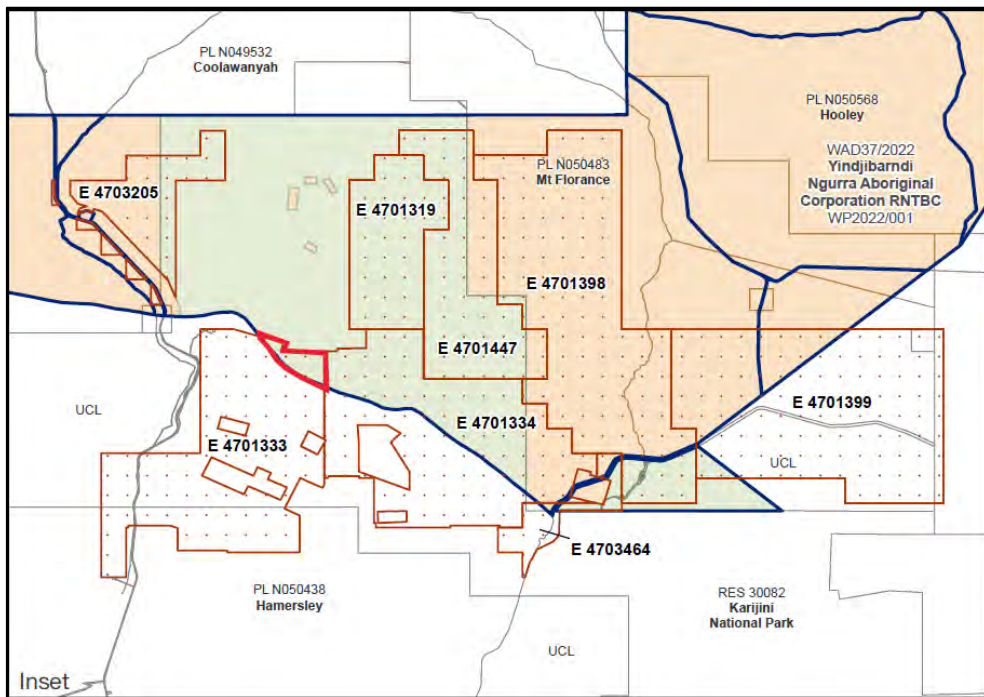 PL N049532
Coolawanyah
PL N050568
Hooley
WAD37/2022
Yindjibarndi
Ngurra Aboriginal
Corporation RNTBC
WP2022/001
PL N050483
Mt Florance
E 4703205
E 4701319
E 4701398
E 4701447
E 4701399
UCL
E 4701334
E 4701333
UCL
E 4703464
PL N050438
Hamersley
RES 30082
Karijini
National Park
UCL
Inset